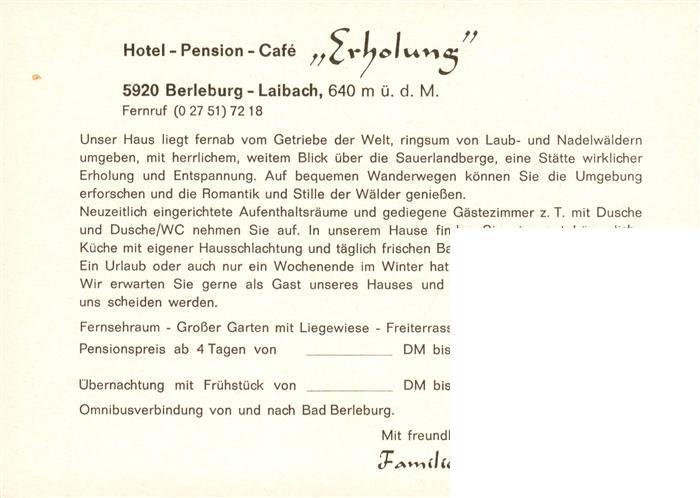 Hotel - Pension - Café „Erholung”
5920 Berleburg - Laibach, 640 m ü. d. M.
Fernruf (0 27 51) 72 18
Unser Haus liegt fernab vom Getriebe der Welt, ringsum von Laub- und Nadelwäldern
umgeben, mit herrlichem, weitem Blick über die Sauerlandberge, eine Stätte wirklicher
Erholung und Entspannung. Auf bequemen Wanderwegen können Sie die Umgebung
erforschen und die Romantik und Stille der Wälder genießen.
Neuzeitlich eingerichtete Aufenthaltsräume und gediegene Gästezimmer z. T. mit Dusche
und Dusche/WC nehmen Sie auf. In unserem Hause
Küche mit eigener Hausschlachtung und täglich frischen
Ein Urlaub oder auch nur ein Wochenende im Winter hat
Wir erwarten Sie gerne als Gast unseres Hauses und
uns scheiden werden.
Fernsehraum - Großer Garten mit Liegewiese -
Pensionspreis ab 4 Tagen von ____________ DM bis
Übernachtung mit Frühstück von ____________ DM bis
Omnibusverbindung von und nach Bad Berleburg.
Mit